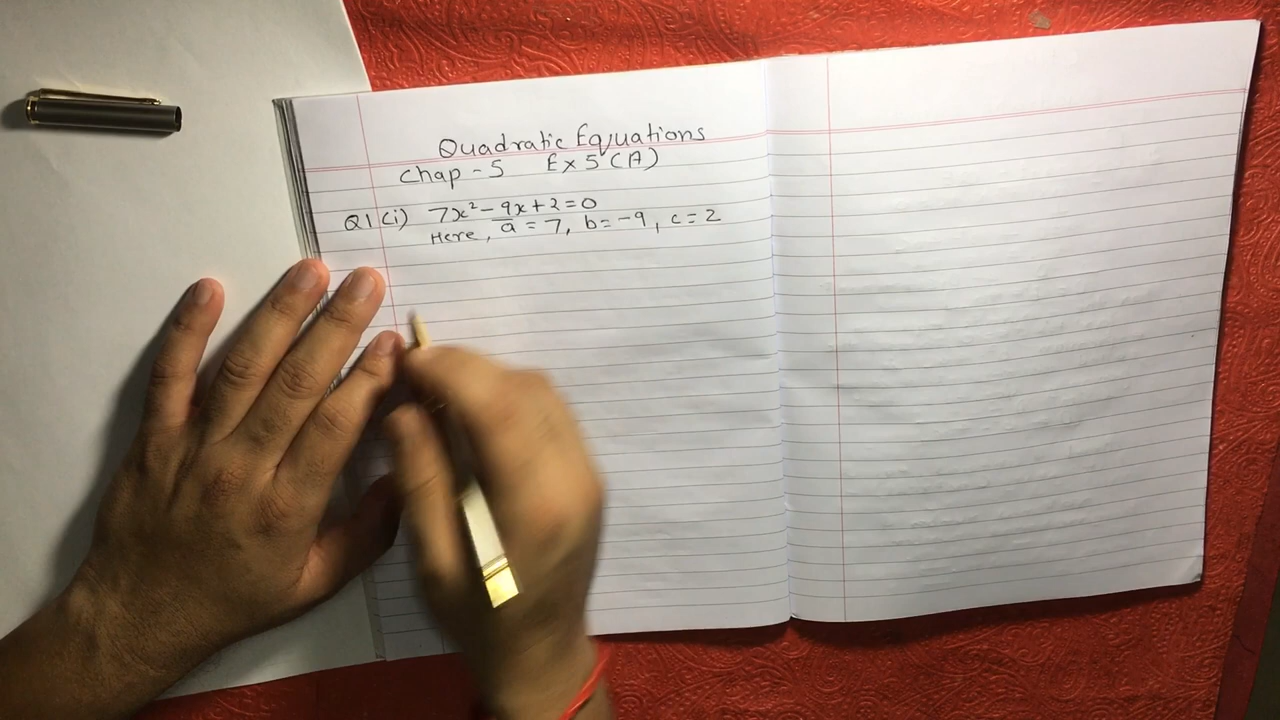 Quadratic Equations
Chap - 5 Ex 5 (A)
Q1 (i) 7x² - 9x + 2 = 0
Here, a = 7, b = -9, c = 2